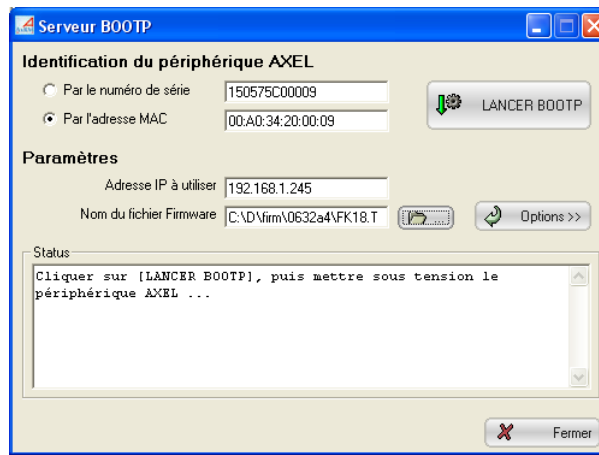 Serveur BOOTP
Identification du périphérique AXEL
Par le numéro de série 150575C00009
LANCER BOOTP
Par l'adresse MAC 00:A0:34:20:00:09
Paramètres
Adresse IP à utiliser 192.168.1.245
Nom du fichier Firmware C:\D\firm\0632a4\FK18.T ... Options >>
Status
Cliquer sur [LANCER BOOTP], puis mettre sous tension le
périphérique AXEL ...
Fermer